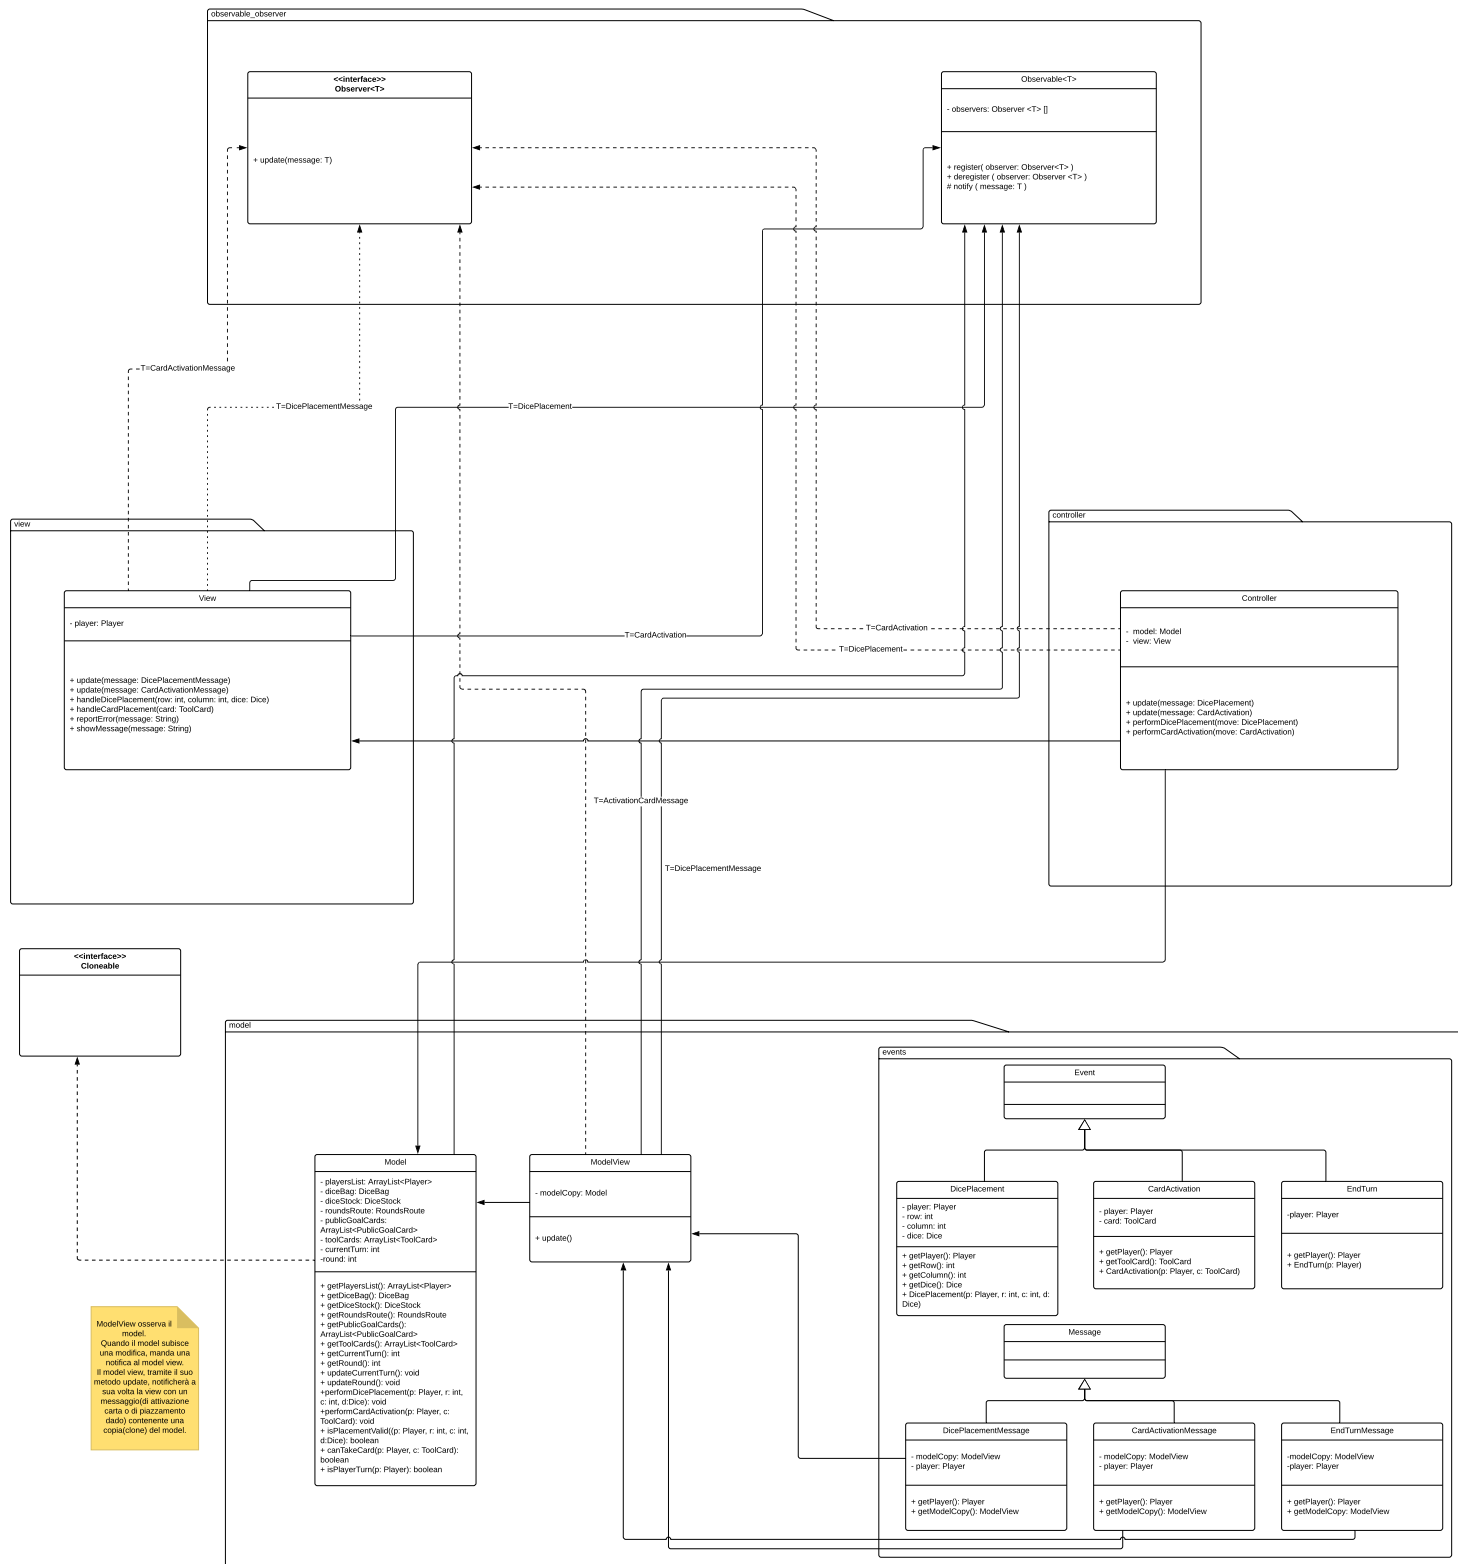 observable_observer
<<interface>>
Observer<T>
+ update(message: T)
Observable<T>
- observers: Observer <T> []
+ register( observer: Observer<T> )
+ deregister ( observer: Observer <T> )
# notify ( message: T )
T=CardActivationMessage
T=DicePlacementMessage
T=DicePlacement
view
View
- player: Player
+ update(message: DicePlacementMessage)
+ update(message: CardActivationMessage)
+ handleDicePlacement(row: int, column: int, dice: Dice)
+ handleCardPlacement(card: ToolCard)
+ reportError(message: String)
+ showMessage(message: String)
T=CardActivation
T=CardActivation
T=DicePlacement
controller
Controller
- model: Model
- view: View
+ update(message: DicePlacement)
+ update(message: CardActivation)
+ performDicePlacement(move: DicePlacement)
+ performCardActivation(move: CardActivation)
T=ActivationCardMessage
T=DicePlacementMessage
<<interface>>
Cloneable
model
Model
- playersList: ArrayList<Player>
- diceBag: DiceBag
- diceStock: DiceStock
- roundsRoute: RoundsRoute
- publicGoalCards:
ArrayList<PublicGoalCard>
- toolCards: ArrayList<ToolCard>
- currentTurn: int
-round: int
+ getPlayersList(): ArrayList<Player>
+ getDiceBag(): DiceBag
+ getDiceStock(): DiceStock
+ getRoundsRoute(): RoundsRoute
+ getPublicGoalCards():
ArrayList<PublicGoalCard>
+ getToolCards(): ArrayList<ToolCard>
+ getCurrentTurn(): int
+ getRound(): int
+ updateCurrentTurn(): void
+ updateRound(): void
+performDicePlacement(p: Player, r: int,
c: int, d:Dice): void
+performCardActivation(p: Player, c:
ToolCard): void
+ isPlacementValid((p: Player, r: int, c: int,
d:Dice): boolean
+ canTakeCard(p: Player, c: ToolCard):
boolean
+ isPlayerTurn(p: Player): boolean
ModelView
- modelCopy: Model
+ update()
events
Event
DicePlacement
- player: Player
- row: int
- column: int
- dice: Dice
+ getPlayer(): Player
+ getRow(): int
+ getColumn(): int
+ getDice(): Dice
+ DicePlacement(p: Player, r: int, c: int, d:
Dice)
CardActivation
- player: Player
- card: ToolCard
+ getPlayer(): Player
+ getToolCard(): ToolCard
+ CardActivation(p: Player, c: ToolCard)
EndTurn
-player: Player
+ getPlayer(): Player
+ EndTurn(p: Player)
Message
DicePlacementMessage
- modelCopy: ModelView
- player: Player
+ getPlayer(): Player
+ getModelCopy(): ModelView
CardActivationMessage
- modelCopy: ModelView
- player: Player
+ getPlayer(): Player
+ getModelCopy(): ModelView
EndTurnMessage
-modelCopy: ModelView
-player: Player
+ getPlayer(): Player
+ getModelCopy: ModelView
ModelView osserva il
model.
Quando il model subisce
una modifica, manda una
notifica al model view.
Il model view, tramite il suo
metodo update, notificherà a
sua volta la view con un
messaggio(di attivazione
carta o di piazzamento
dado) contenente una
copia(clone) del model.